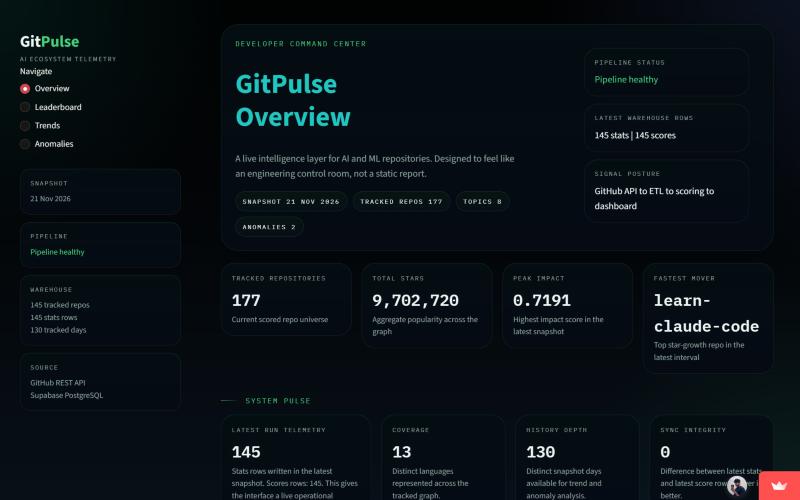 GitPulse
AI ECOSYSTEM TELEMETRY
Navigate
Overview
Leaderboard
Trends
Anomalies
SNAPSHOT
21 Nov 2026
PIPELINE
Pipeline healthy
WAREHOUSE
145 tracked repos
145 stats rows
130 tracked days
SOURCE
GitHub REST API
Supabase PostgreSQL
DEVELOPER COMMAND CENTER
GitPulse
Overview
A live intelligence layer for AI and ML repositories. Designed to feel like
an engineering control room, not a static report.
SNAPSHOT 21 NOV 2026
TRACKED REPOS 177
TOPICS 8
ANOMALIES 2
PIPELINE STATUS
Pipeline healthy
LATEST WAREHOUSE ROWS
145 stats | 145 scores
SIGNAL POSTURE
GitHub API to ETL to scoring to
dashboard
TRACKED REPOSITORIES
177
Current scored repo universe
TOTAL STARS
9,702,720
Aggregate popularity across the
graph
PEAK IMPACT
0.7191
Highest impact score in the
latest snapshot
FASTEST MOVER
learn-
claude-code
Top star-growth repo in the
latest interval
SYSTEM PULSE
LATEST RUN TELEMETRY
145
Stats rows written in the latest
snapshot. Scores rows: 145. This gives
the interface a live operational
COVERAGE
13
Distinct languages
represented across the
tracked graph.
HISTORY DEPTH
130
Distinct snapshot days
available for trend and
anomaly analysis.
SYNC INTEGRITY
0
Difference between latest stats
and latest score
better.